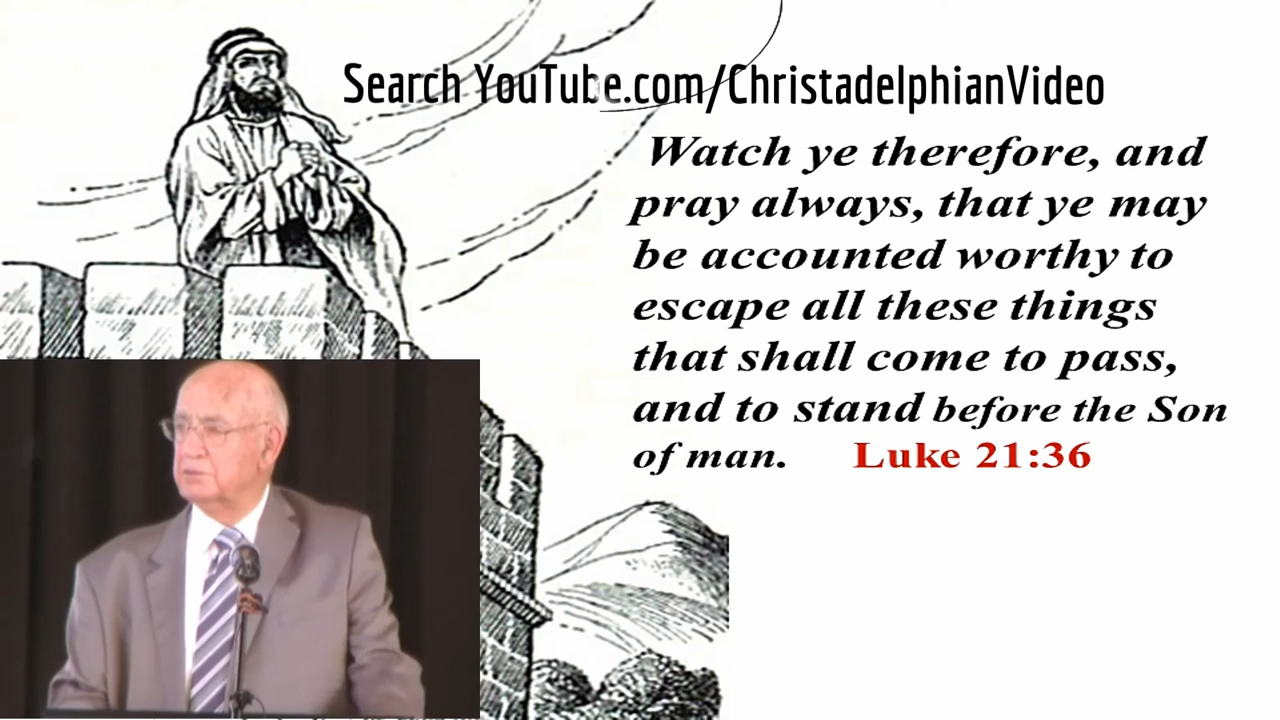 Search YouTube.com/ChristadelphianVideo
Watch ye therefore, and
pray always, that ye may
be accounted worthy to
escape all these things
that shall come to pass,
and to stand before the Son
of man. Luke 21:36